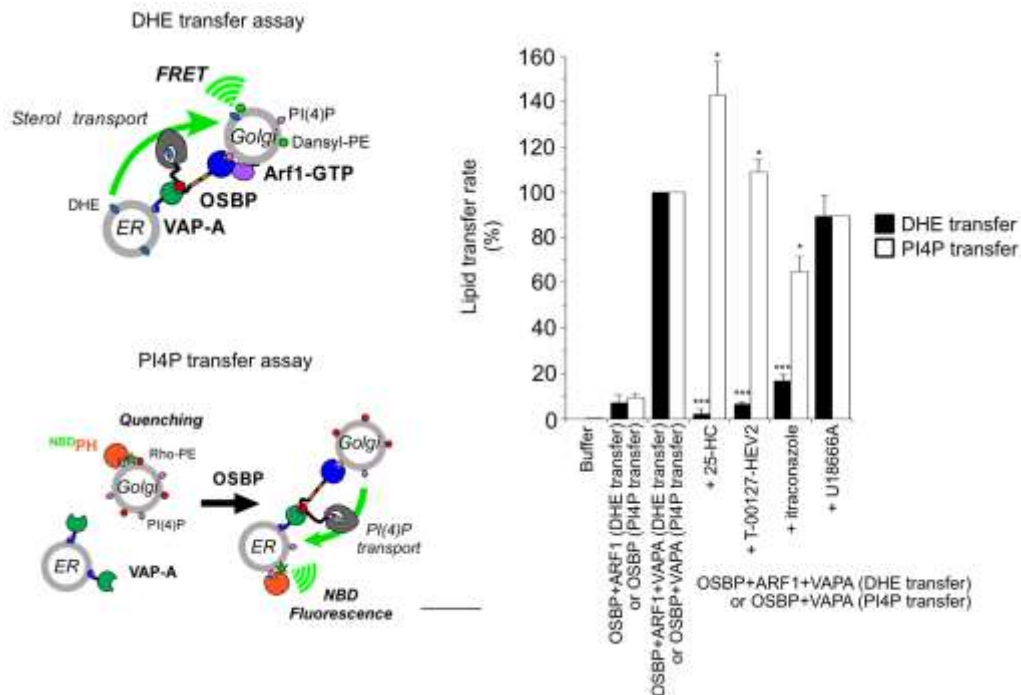 DHE transfer assay
FRET
Sterol transport
PI(4)P
Golgi
Dansyl-PE
Arf1-GTP
OSBP
DHE
ER
VAP-A
PI4P transfer assay
Quenching
NBDPH
Rho-PE
Golgi
PI(4)P
ER
VAP-A
OSBP
Golgi
PI(4)P
transport
ER
NBD
Fluorescence
Lipid transfer rate
(%)
160
140
120
100
80
60
40
20
0
*
*
*
***
***
***
DHE transfer
PI4P transfer
Buffer
OSBP+ARF1 (DHE transfer)
or OSBP (PI4P transfer)
OSBP+ARF1+VAPA (DHE transfer)
or OSBP+VAPA (PI4P transfer)
+ 25-HC
+ T-00127-HEV2
+ itraconazole
+ U18666A
OSBP+ARF1+VAPA (DHE transfer)
or OSBP+VAPA (PI4P transfer)